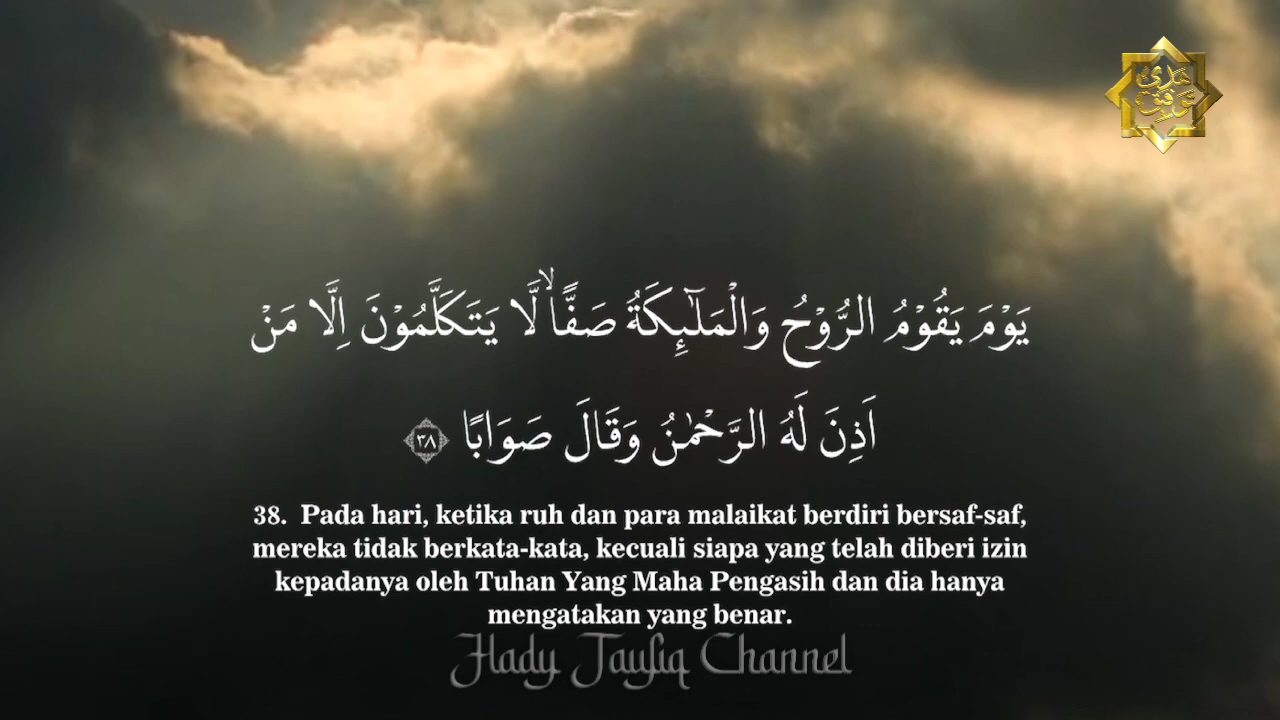 هدى
توفيق
يَوْمَ يَقُوْمُ الرُّوْحُ وَالْمَلٰۤىِٕكَةُ صَفًّاۙ لَّا يَتَكَلَّمُوْنَ اِلَّا مَنْ
اَذِنَ لَهُ الرَّحْمٰنُ وَقَالَ صَوَابًا ٣٨
38. Pada hari, ketika ruh dan para malaikat berdiri bersaf-saf,
mereka tidak berkata-kata, kecuali siapa yang telah diberi izin
kepadanya oleh Tuhan Yang Maha Pengasih dan dia hanya
mengatakan yang benar.
Hady Taufiq Channel